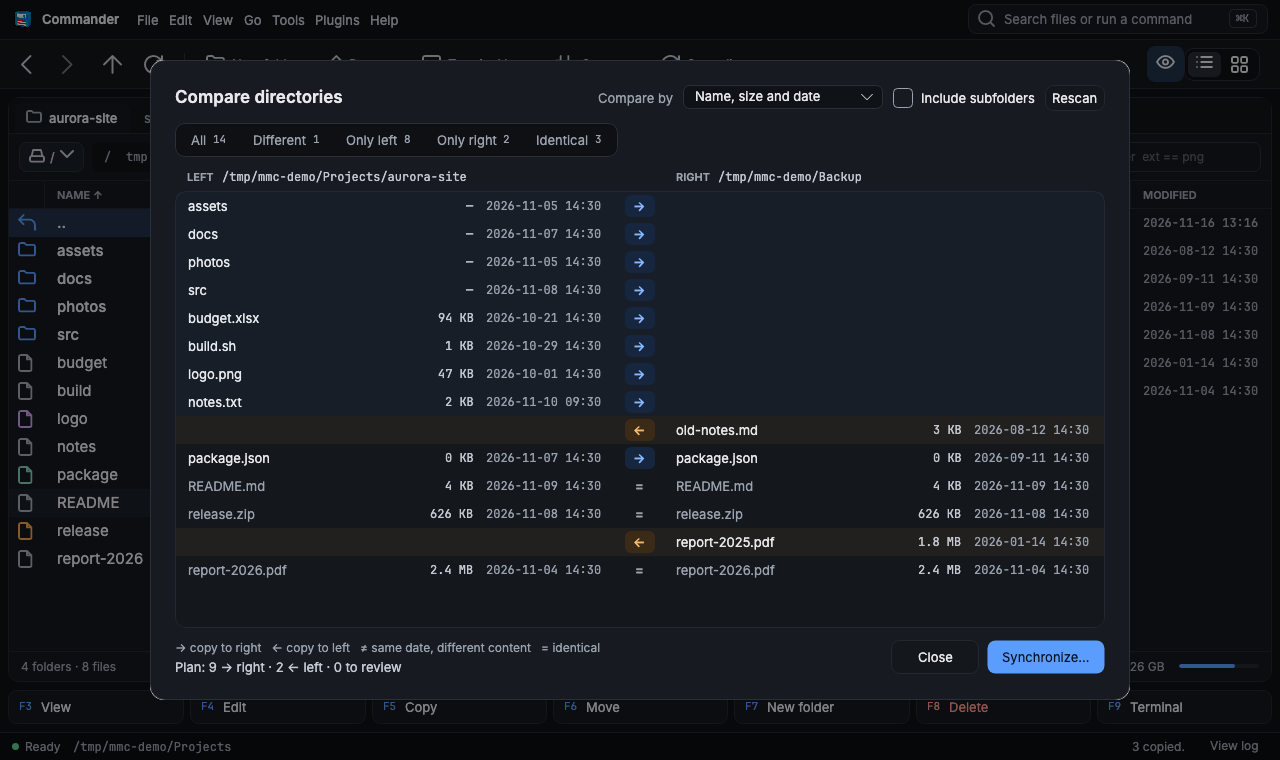 Commander File Edit View Go Tools Plugins Help Search files or run a command ⌘K
Compare directories Compare by Name, size and date Include subfolders Rescan
aurora-site
All 14 Different 1 Only left 8 Only right 2 Identical 3
/ / tmp ext == png
LEFT /tmp/mmc-demo/Projects/aurora-site RIGHT /tmp/mmc-demo/Backup
NAME ↑ MODIFIED
assets — 2026-11-05 14:30 →
.. 2026-11-16 13:16
docs — 2026-11-07 14:30 →
assets 2026-08-12 14:30
photos — 2026-11-05 14:30 →
docs 2026-09-11 14:30
src — 2026-11-08 14:30 →
photos 2026-11-09 14:30
budget.xlsx 94 KB 2026-10-21 14:30 →
src 2026-11-08 14:30
build.sh 1 KB 2026-10-29 14:30 →
budget 2026-01-14 14:30
logo.png 47 KB 2026-10-01 14:30 →
build 2026-11-04 14:30
notes.txt 2 KB 2026-11-10 09:30 →
logo
← old-notes.md 3 KB 2026-08-12 14:30
notes
package.json 0 KB 2026-11-07 14:30 → package.json 0 KB 2026-09-11 14:30
package
README.md 4 KB 2026-11-09 14:30 = README.md 4 KB 2026-11-09 14:30
README
release.zip 626 KB 2026-11-08 14:30 = release.zip 626 KB 2026-11-08 14:30
release
← report-2025.pdf 1.8 MB 2026-01-14 14:30
report-2026
report-2026.pdf 2.4 MB 2026-11-04 14:30 = report-2026.pdf 2.4 MB 2026-11-04 14:30
→ copy to right ← copy to left ≠ same date, different content = identical
Plan: 9 → right · 2 ← left · 0 to review Close Synchronize...
4 folders · 8 files 26 GB
F3 View F4 Edit F5 Copy F6 Move F7 New folder F8 Delete F9 Terminal
Ready /tmp/mmc-demo/Projects 3 copied. View log